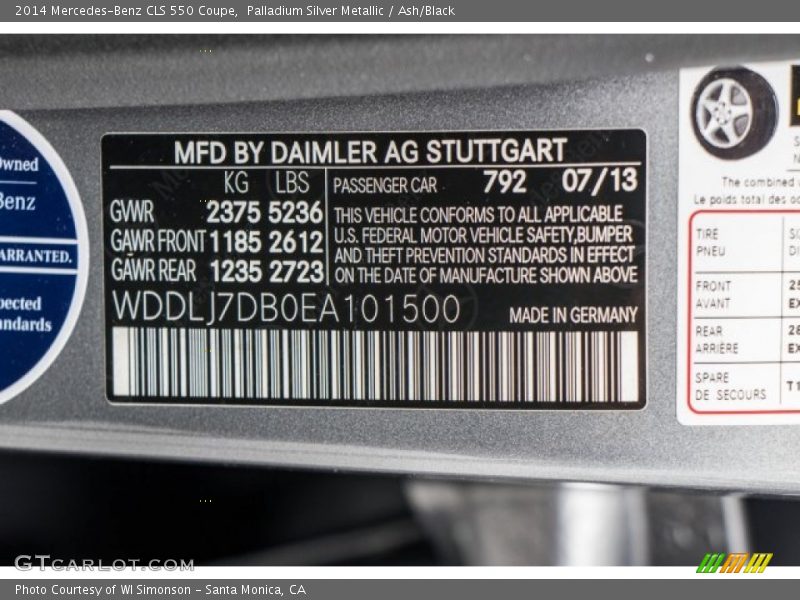 2014 Mercedes-Benz CLS 550 Coupe,  Palladium Silver Metallic / Ash/Black
Owned
Benz
WARRANTED.
MFD BY DAIMLER AG STUTTGART
KG LBS
GWR 2375 5236
GAWR FRONT 1185 2612
GAWR REAR 1235 2723
PASSENGER CAR 792 07/13
THIS VEHICLE CONFORMS TO ALL APPLICABLE
U.S. FEDERAL MOTOR VEHICLE SAFETY,BUMPER
AND THEFT PREVENTION STANDARDS IN EFFECT
ON THE DATE OF MANUFACTURE SHOWN ABOVE
WDDLJ7DB0EA101500
MADE IN GERMANY
The combined
Le poids total des
TIRE
PNEU
FRONT
AVANT
REAR
ARRIÈRE
SPARE
DE SECOURS
GTCARLOT.COM
Photo Courtesy of WI Simonson - Santa Monica, CA